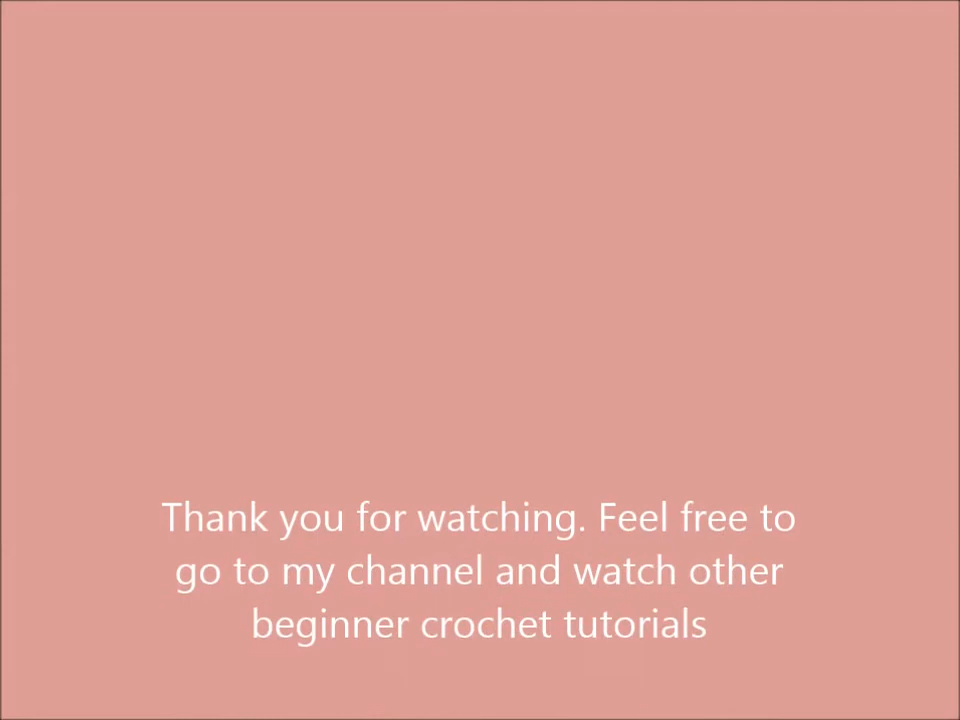 Thank you for watching. Feel free to
go to my channel and watch other
beginner crochet tutorials